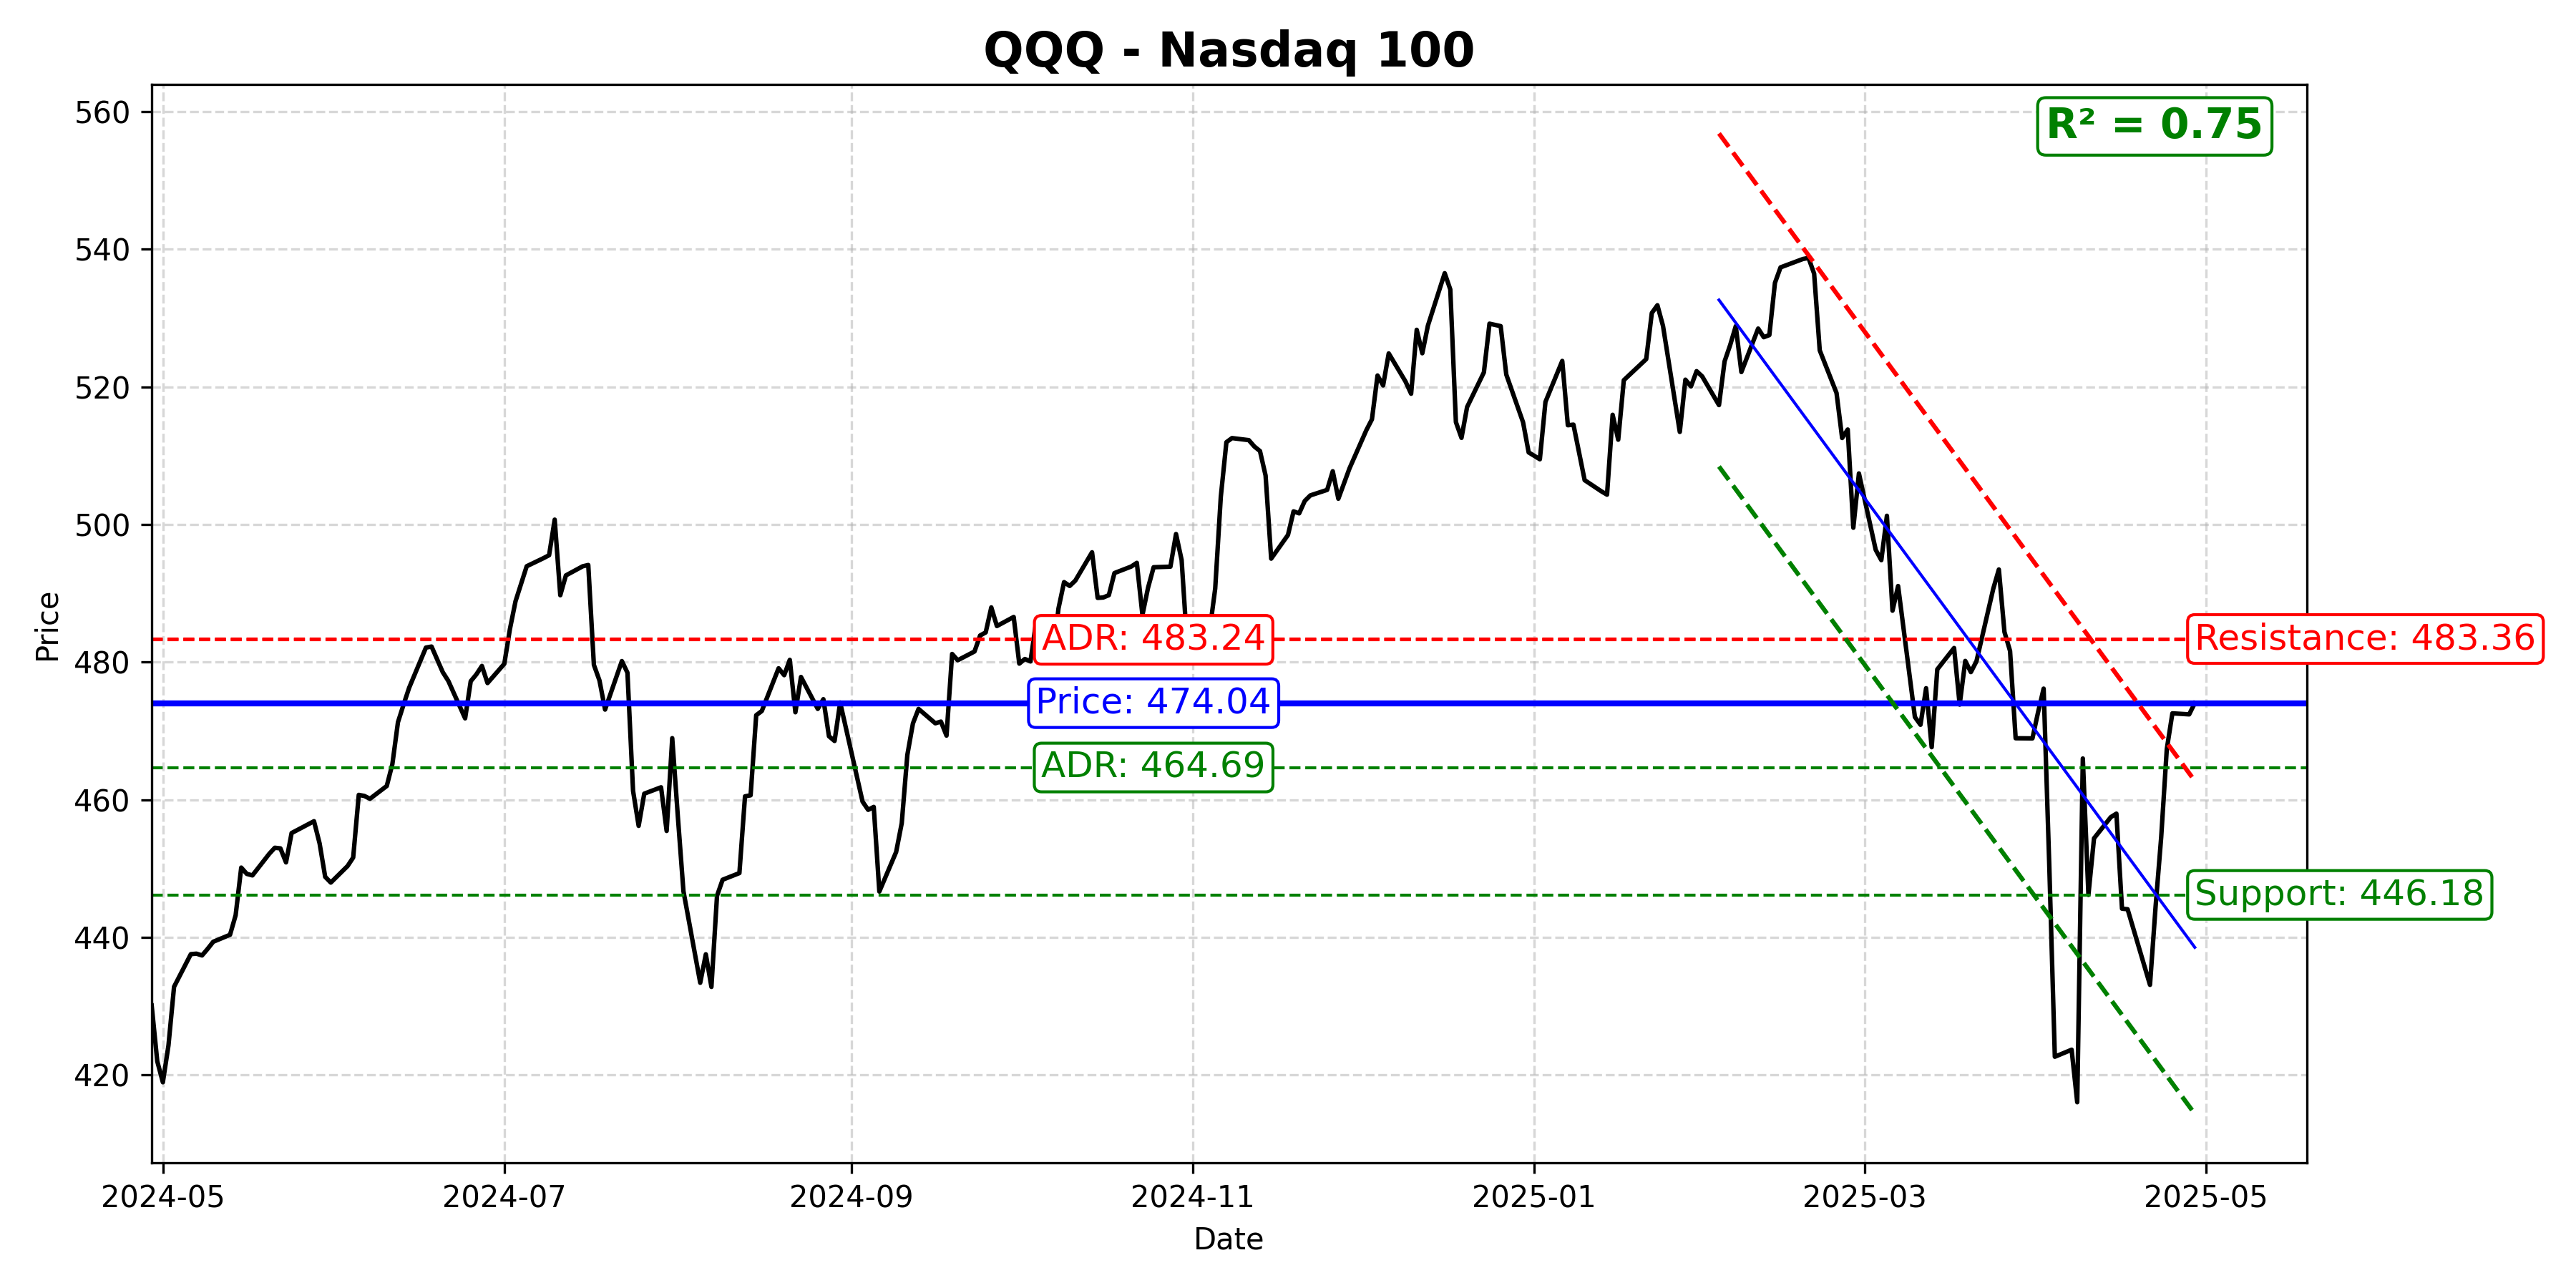 QQQ - Nasdaq 100
R² = 0.75
560
540
520
500
480
460
440
420
Price
ADR: 483.24
Resistance: 483.36
Price: 474.04
ADR: 464.69
Support: 446.18
2024-05
2024-07
2024-09
2024-11
2025-01
2025-03
2025-05
Date